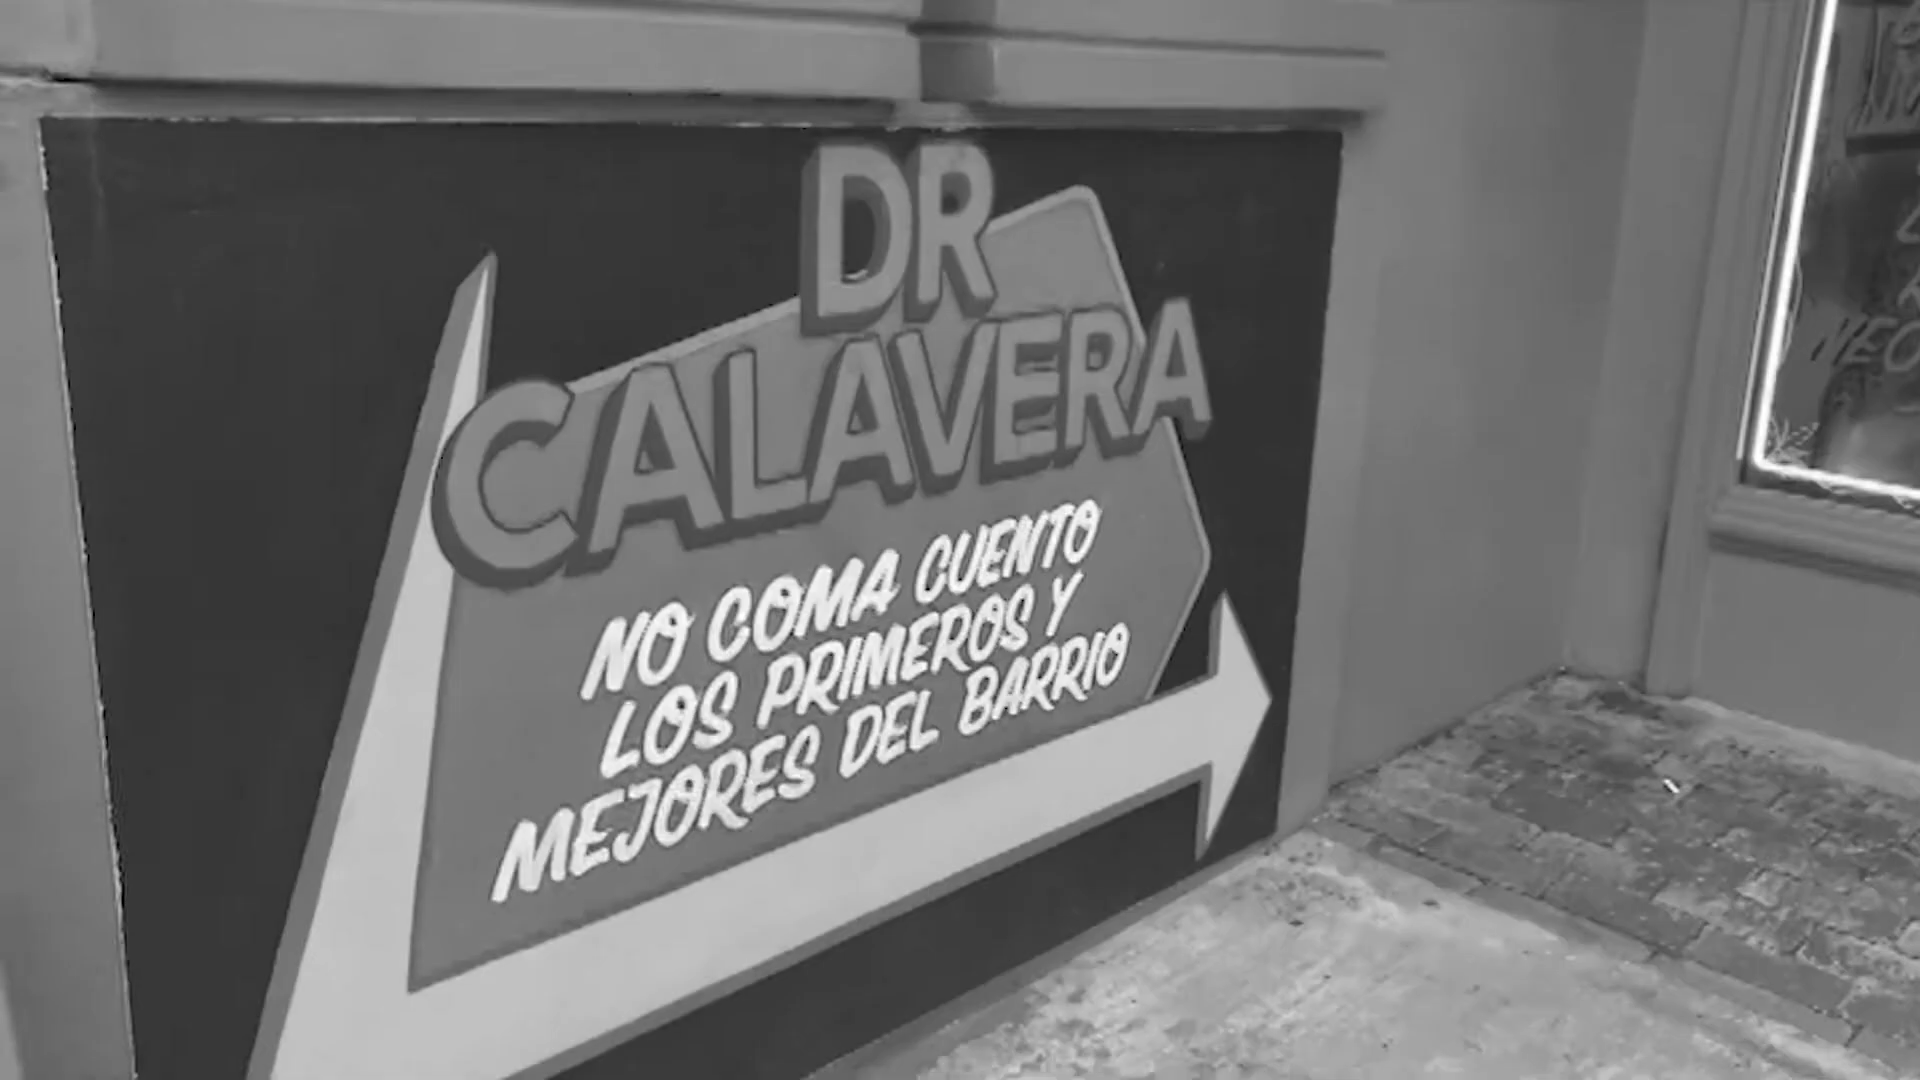 DR
CALAVERA
NO COMA CUENTO
LOS PRIMEROS Y
MEJORES DEL BARRIO